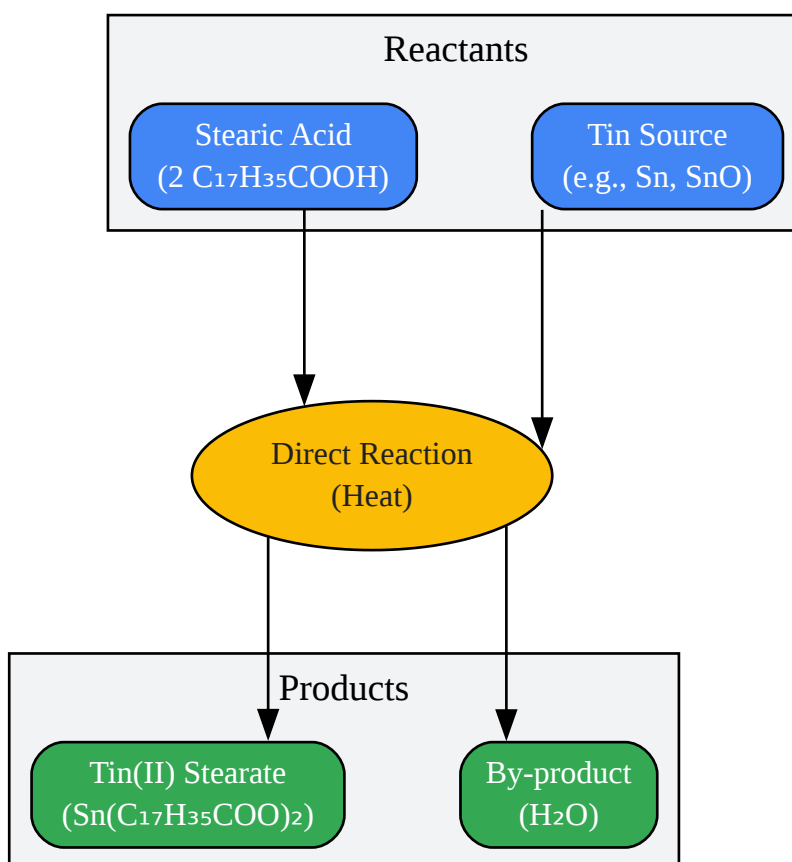 Reactants
Stearic Acid
(2 C₁₇H₃₅COOH)
Tin Source
(e.g., Sn, SnO)
Direct Reaction
(Heat)
Products
Tin(II) Stearate
(Sn(C₁₇H₃₅COO)₂)
By-product
(H₂O)